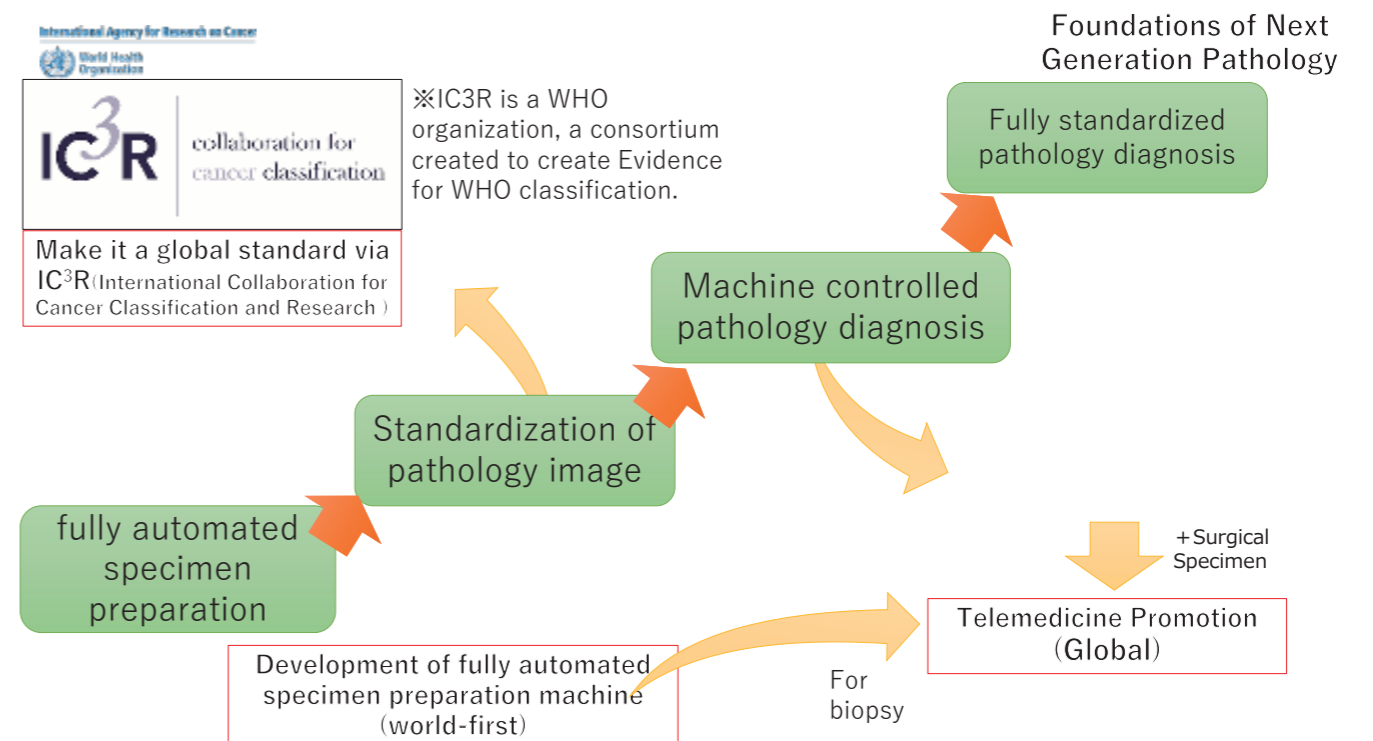 International Agency for Research on Cancer
World Health
Organization
IC3R
collaboration for
cancer classification
Make it a global standard via
IC3R(International Collaboration for
Cancer Classification and Research )
※IC3R is a WHO
organization, a consortium
created to create Evidence
for WHO classification.
Foundations of Next
Generation Pathology
Fully standardized
pathology diagnosis
Machine controlled
pathology diagnosis
Standardization of
pathology image
fully automated
specimen
preparation
Development of fully automated
specimen preparation machine
(world-first)
For
biopsy
+Surgical
Specimen
Telemedicine Promotion
(Global)